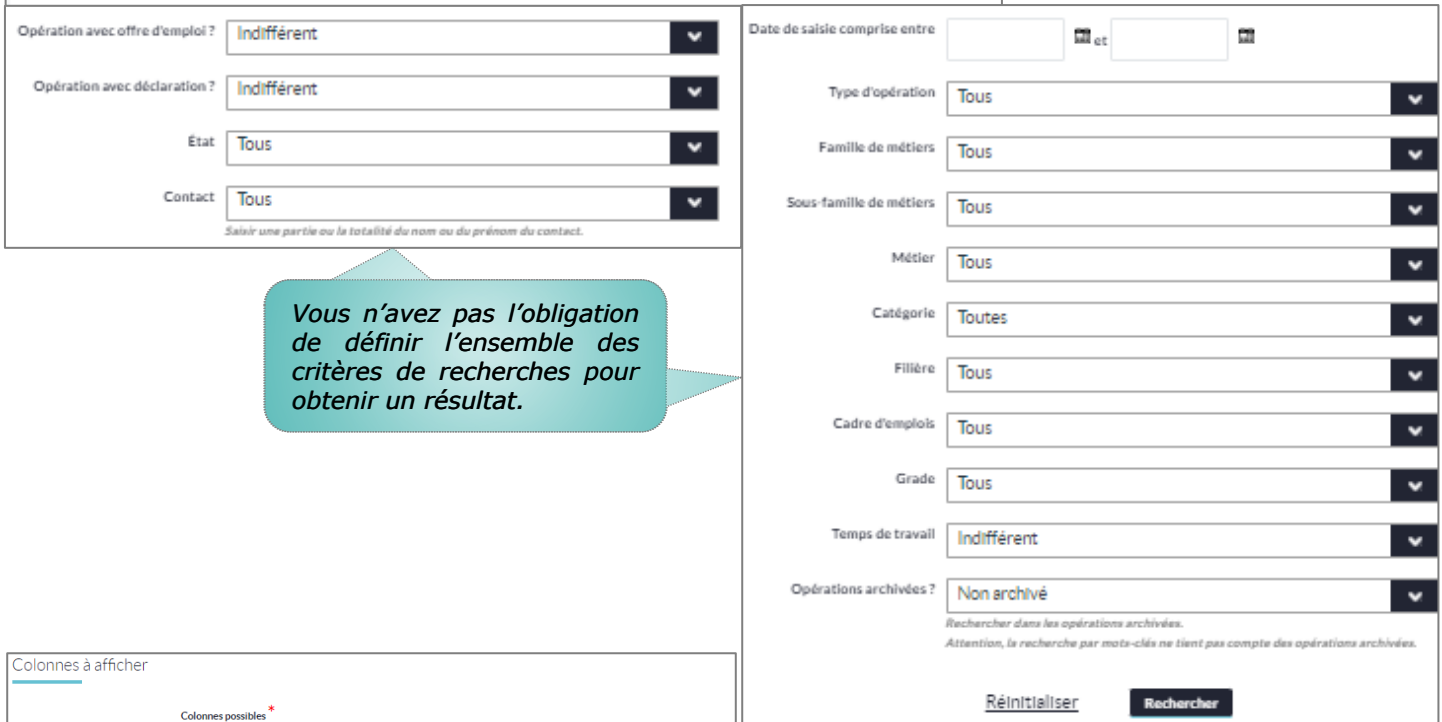 Opération avec offre d'emploi ? Indifférent
Opération avec déclaration ? Indifférent
État Tous
Contact Tous
Saisir une partie ou la totalité du nom ou du prénom du contact.
Vous n'avez pas l'obligation
de définir l'ensemble des
critères de recherches pour
obtenir un résultat.
Colonnes à afficher
Colonnes possibles *
Date de saisie comprise entre et
Type d'opération Tous
Famille de métiers Tous
Sous-famille de métiers Tous
Métier Tous
Catégorie Toutes
Filière Tous
Cadre d'emplois Tous
Grade Tous
Temps de travail Indifférent
Opérations archivées ? Non archivé
Rechercher dans les opérations archivées.
Attention, la recherche par mots-clés ne tient pas compte des opérations archivées.
Réinitialiser Rechercher